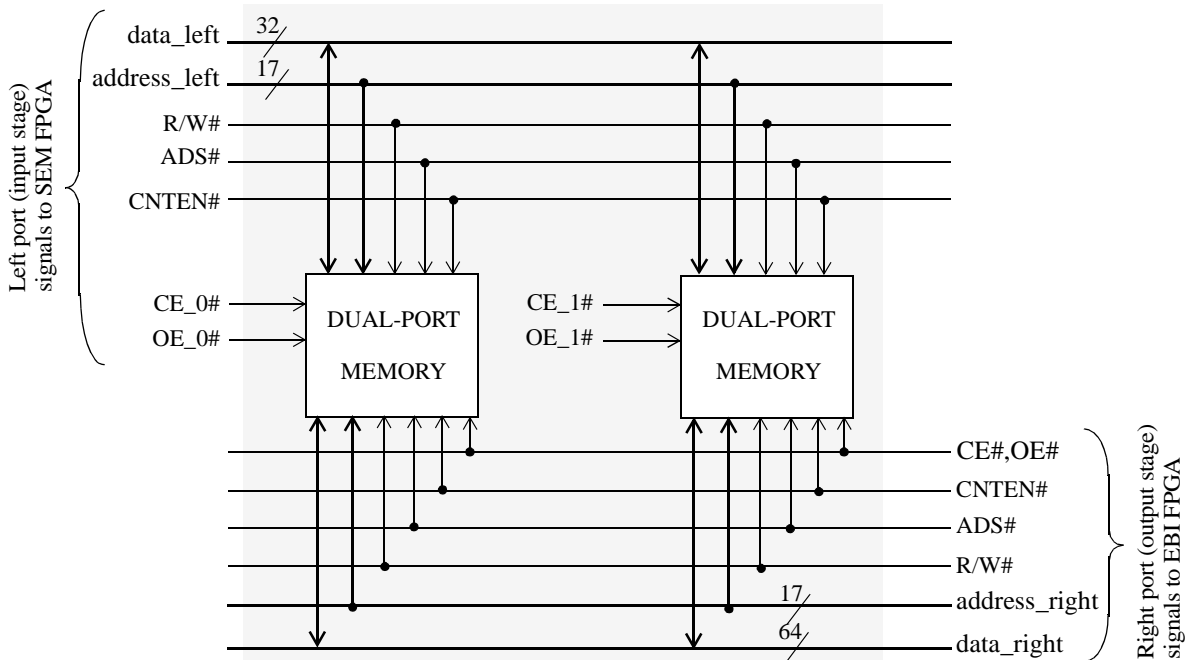 data_left
32
address_left
17
R/W#
ADS#
CNTEN#
Left port (input stage)
signals to SEM FPGA
CE_0#
OE_0#
DUAL-PORT
MEMORY
CE_1#
OE_1#
DUAL-PORT
MEMORY
CE#,OE#
CNTEN#
ADS#
R/W#
17
address_right
64
data_right
Right port (output stage)
signals to EBI FPGA